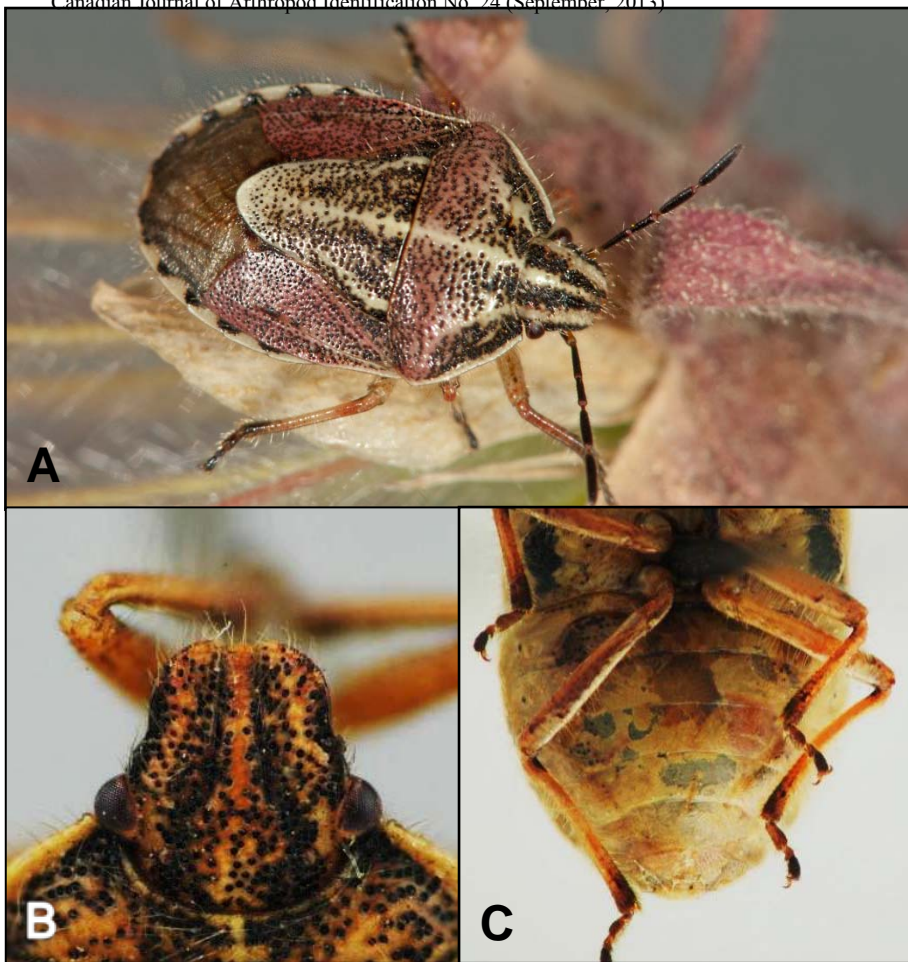 Canadian Journal of Arthropod Identification No. 24 (September, 2013)
A
B
C